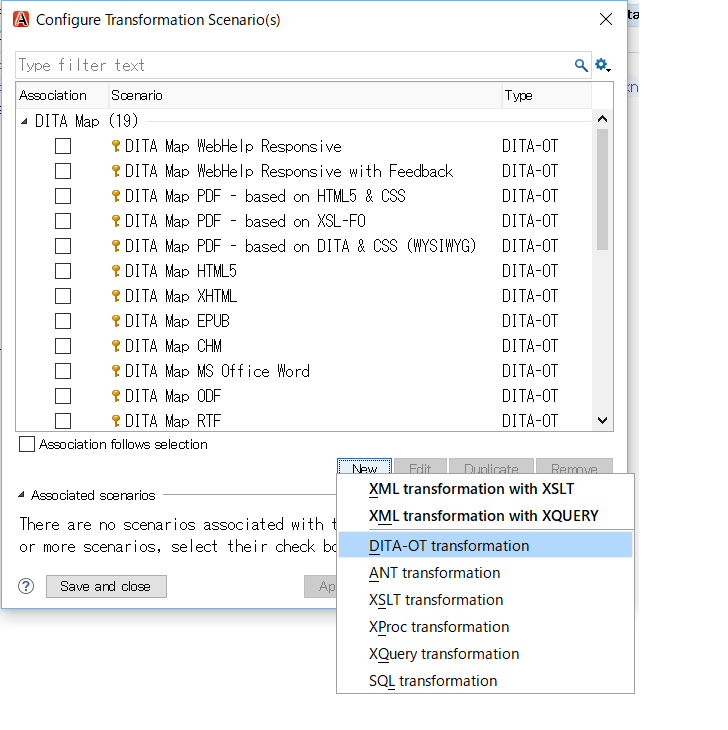 Configure Transformation Scenario(s)
ta
Type filter text
Association Scenario Type
DITA Map (19)
DITA Map WebHelp Responsive DITA-OT
DITA Map WebHelp Responsive with Feedback DITA-OT
DITA Map PDF - based on HTML5 & CSS DITA-OT
DITA Map PDF - based on XSL-FO DITA-OT
DITA Map PDF - based on DITA & CSS (WYSIWYG) DITA-OT
DITA Map HTML5 DITA-OT
DITA Map XHTML DITA-OT
DITA Map EPUB DITA-OT
DITA Map CHM DITA-OT
DITA Map MS Office Word DITA-OT
DITA Map ODF DITA-OT
DITA Map RTF DITA-OT
Association follows selection
New Edit Duplicate Remove
Associated scenarios
There are no scenarios associated with
or more scenarios, select their check
Save and close Ap
XML transformation with XSLT
XML transformation with XQUERY
DITA-OT transformation
ANT transformation
XSLT transformation
XProc transformation
XQuery transformation
SQL transformation